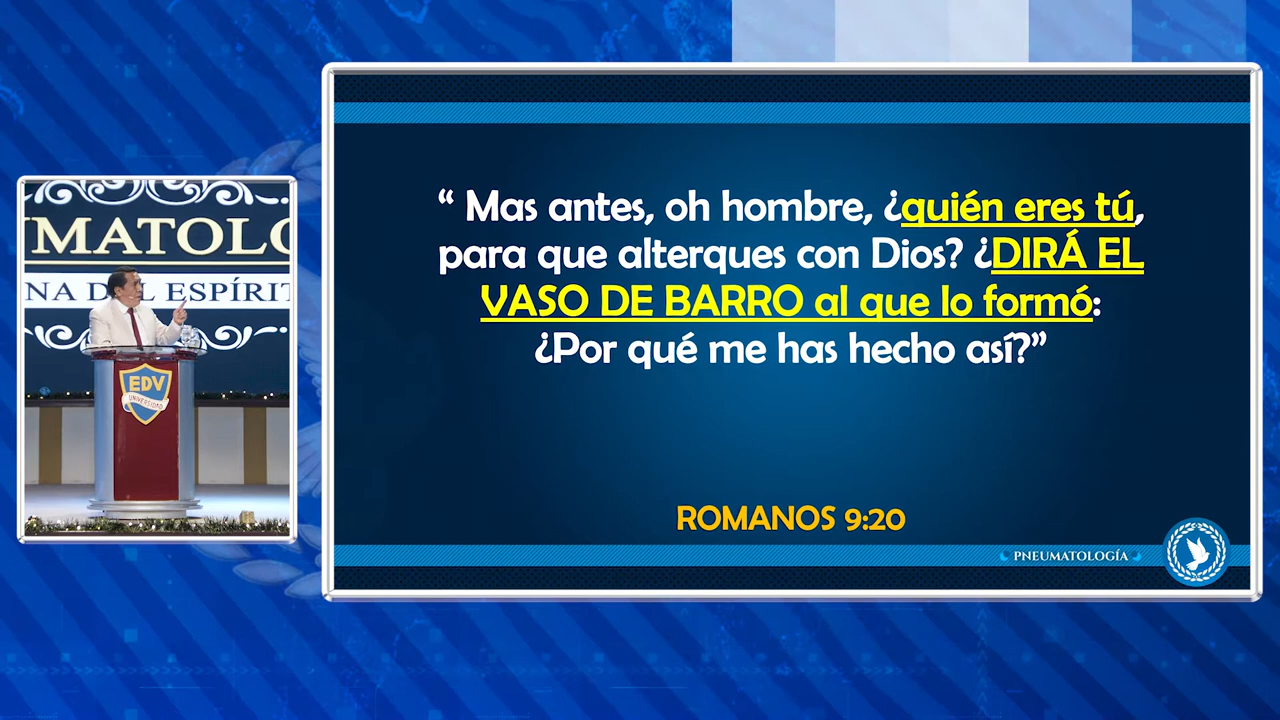 UMATOLO
NA DEL ESPÍRIT
EDV
UNIVERSIDAD
“ Mas antes, oh hombre, ¿quién eres tú,
para que alterques con Dios? ¿DIRÁ EL
VASO DE BARRO al que lo formó:
¿Por qué me has hecho así?”
ROMANOS 9:20
PNEUMATOLOGÍA